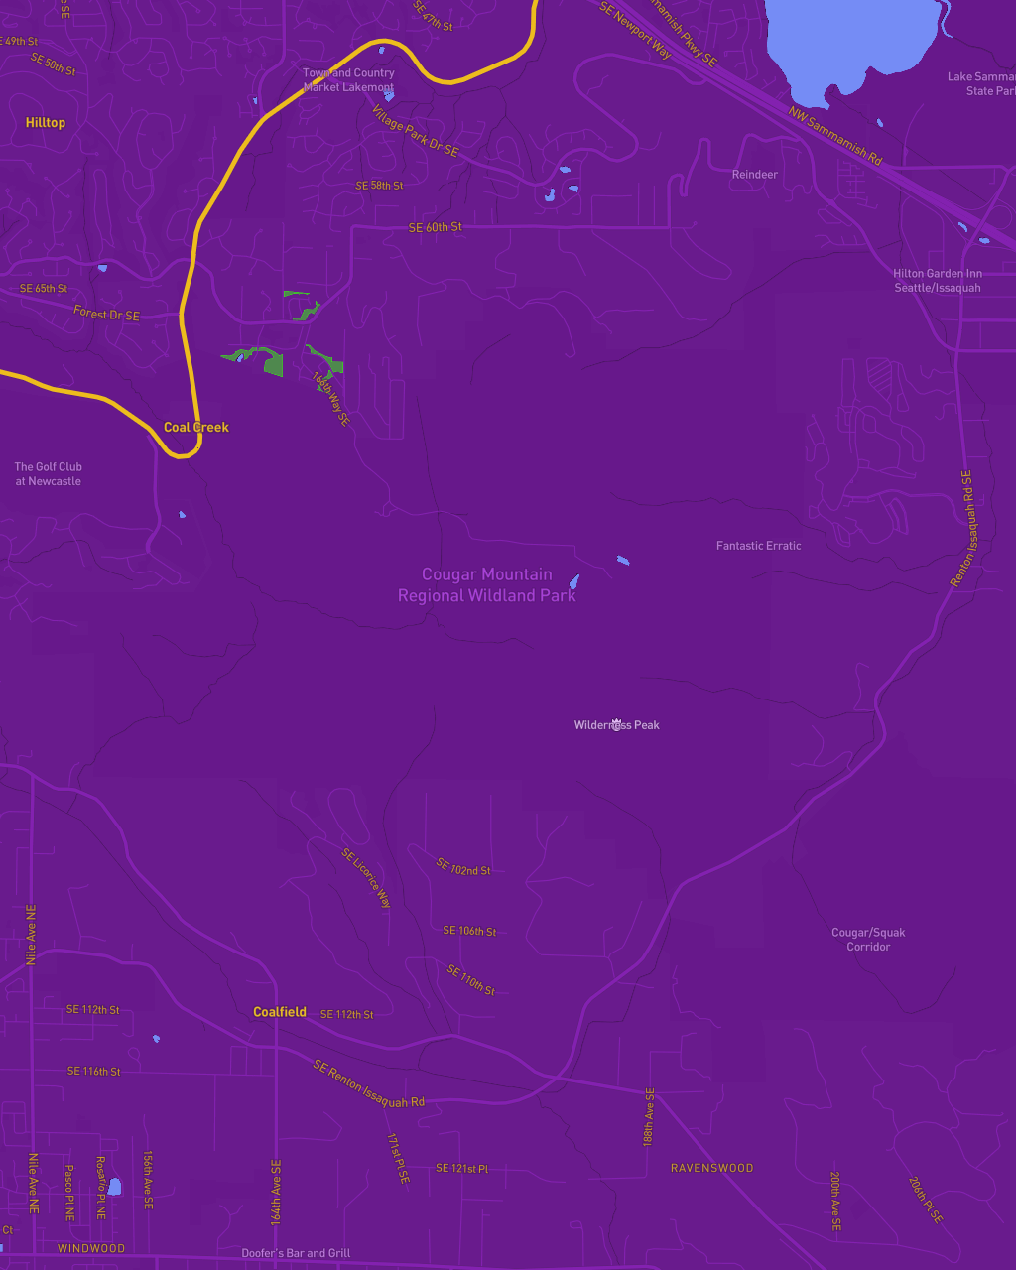 SE 47th St
SE Newport Way
mamish Pkwy SE
SE
E 49th St
SE 50th St
Town and Country
Market Lakemont
Lake Samma
State Par
Hilltop
Village Park Dr SE
NW Sammamish Rd
SE 58th St
Reindeer
SE 60th St
Hilton Garden Inn
Seattle/Issaquah
SE 65th St
Forest Dr SE
166th Way SE
Coal Creek
The Golf Club
at Newcastle
Renton Issaquah Rd SE
Fantastic Erratic
Cougar Mountain
Regional Wildland Park
Wilderness Peak
SE Licorice Way
SE 102nd St
Nile Ave NE
SE 106th St
Cougar/Squak
Corridor
SE 110th St
SE 112th St
Coalfield
SE 112th St
SE 116th St
SE Renton Issaquah Rd
188th Ave SE
171st Pl SE
SE 121st Pl
RAVENSWOOD
Nile Ave NE
Pasco Pl NE
Rosario Pl NE
156th Ave SE
164th Ave SE
200th Ave SE
206th Pl SE
Ct
WINDWOOD
Doofer's Bar and Grill